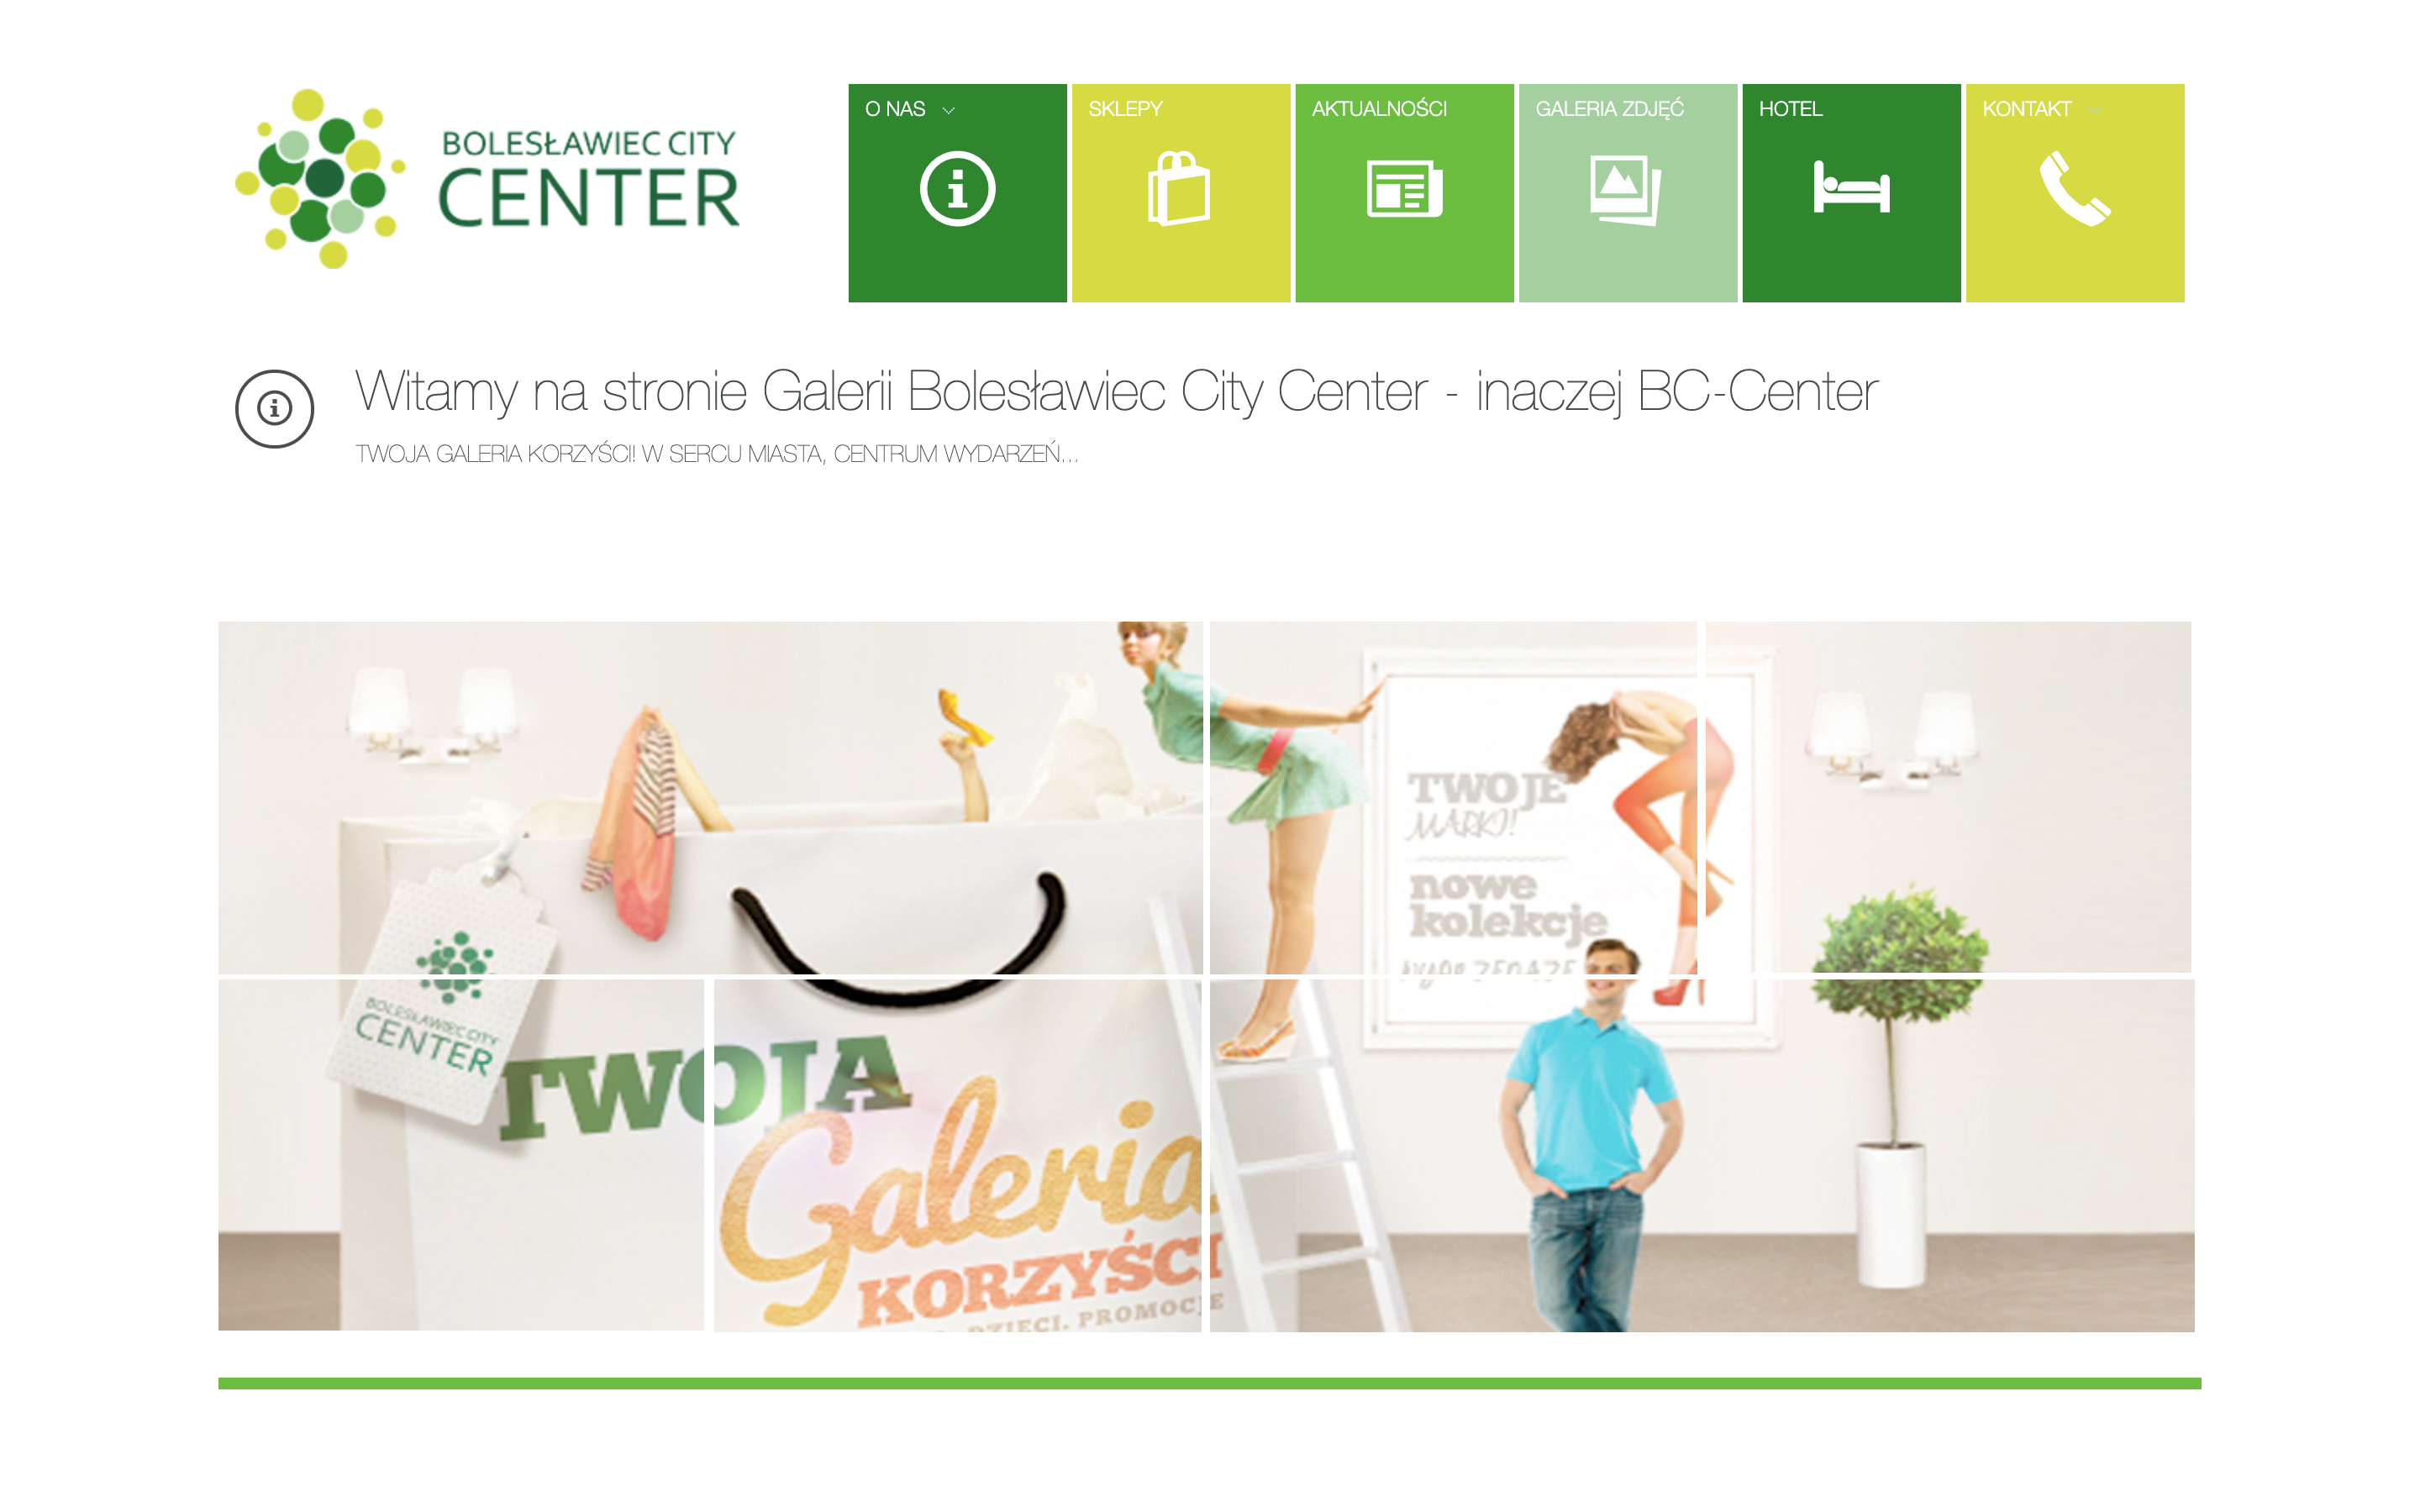 BOLESŁAWIEC CITY
CENTER
O NAS
SKLEPY
AKTUALNOŚCI
GALERIA ZDJĘĆ
HOTEL
KONTAKT
Witamy na stronie Galerii Bolesławiec City Center - inaczej BC-Center
TWOJA GALERIA KORZYŚCI! W SERCU MIASTA, CENTRUM WYDARZEŃ...
TWOJE
MARKI!
nowe
kolekcje
BOLESŁAWIEC CITY
CENTER
TWOJA
Galeria
KORZYŚCI
DZIECI. PROMOCJE